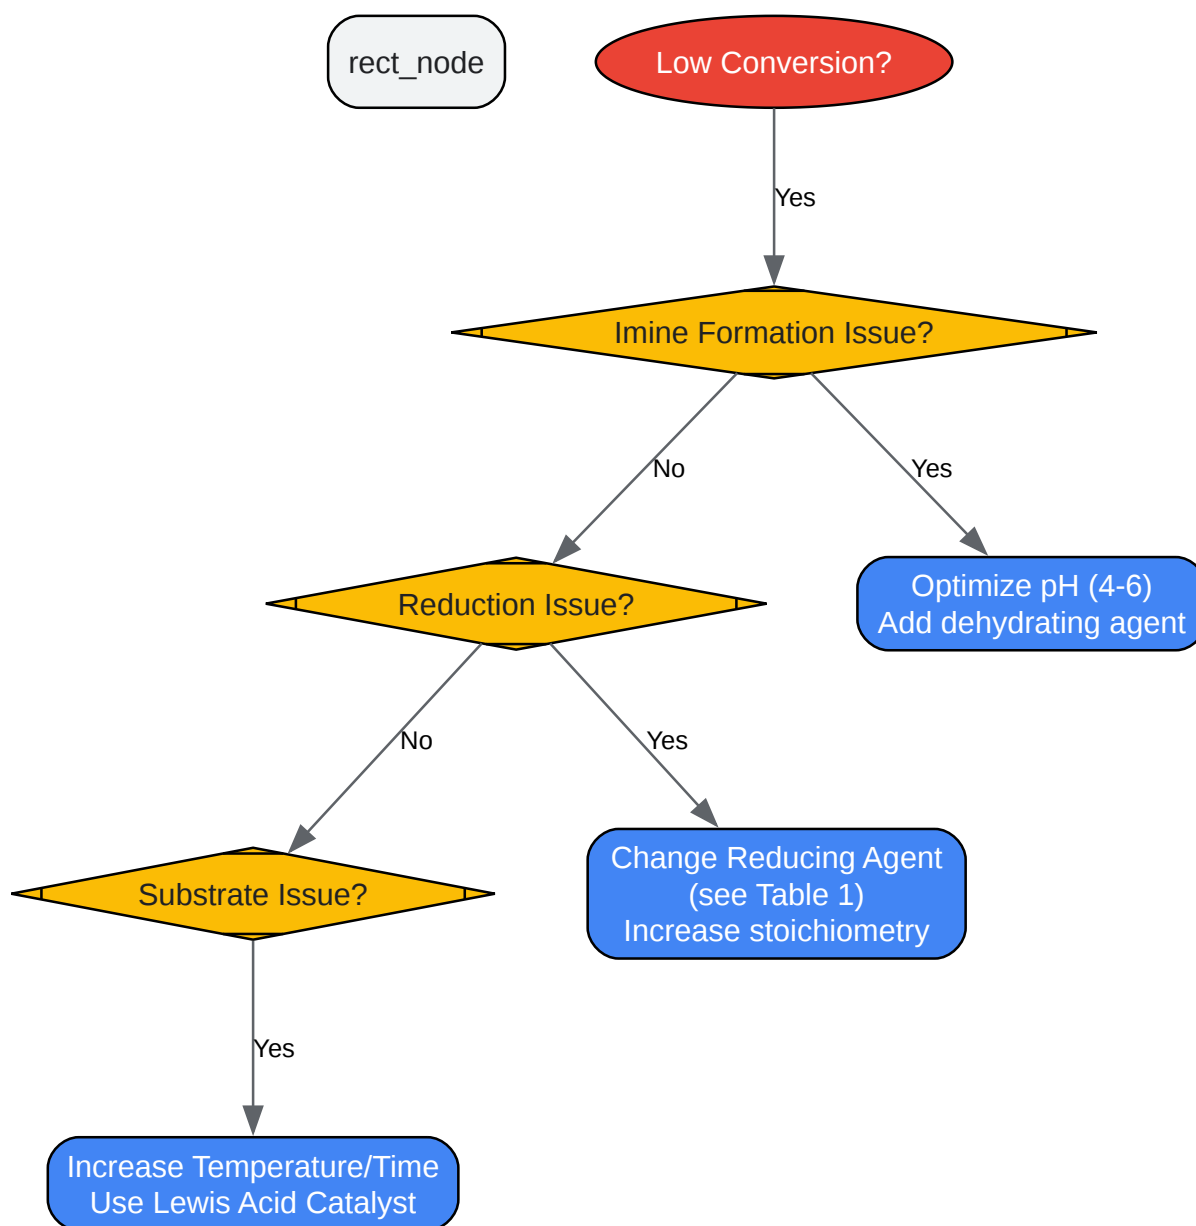 rect_node
Low Conversion?
Yes
Imine Formation Issue?
No
Yes
Optimize pH (4-6)
Add dehydrating agent
Reduction Issue?
No
Yes
Change Reducing Agent
(see Table 1)
Increase stoichiometry
Substrate Issue?
Yes
Increase Temperature/Time
Use Lewis Acid Catalyst